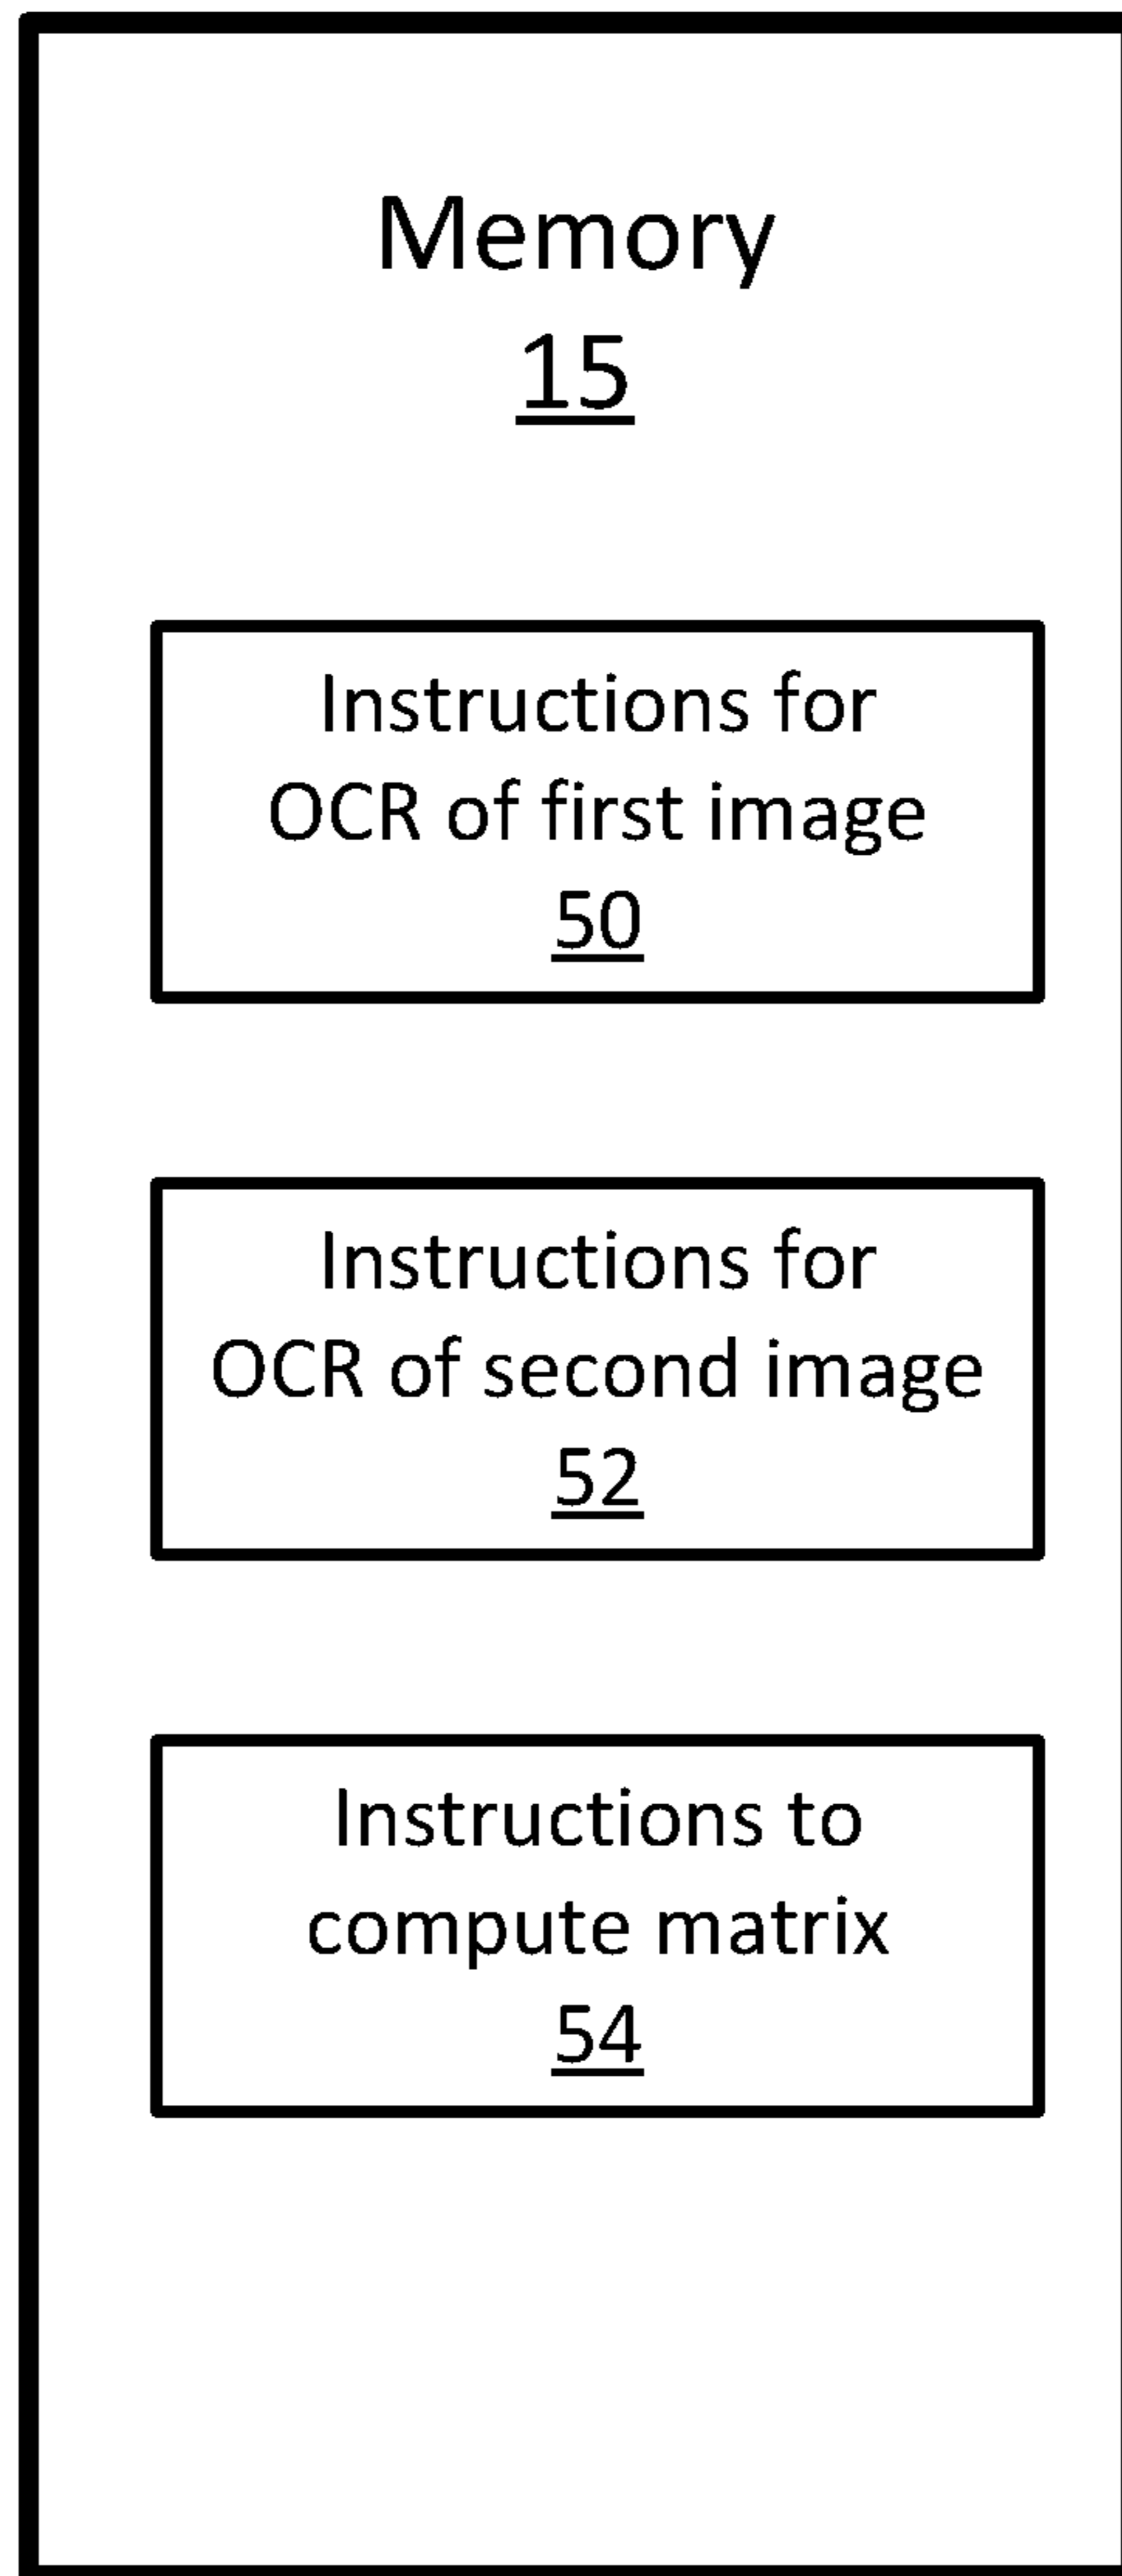 Memory
15
Instructions for
OCR of first image
50
Instructions for
OCR of second image
52
Instructions to
compute matrix
54